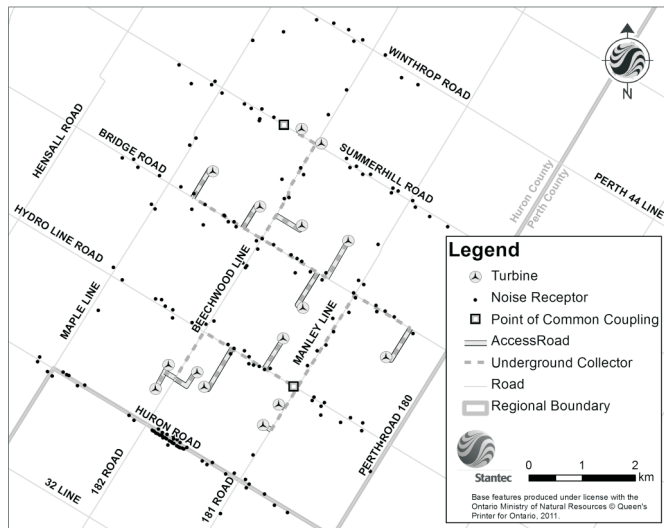 WINTHROP ROAD
N
HENSALL ROAD
BRIDGE ROAD
SUMMERHILL ROAD
Huron County
Perth County
PERTH 44 LINE
HYDRO LINE ROAD
MAPLE LINE
BEECHWOOD LINE
MANLEY LINE
HURON ROAD
PERTH ROAD 180
32 LINE
182 ROAD
181 ROAD
Legend
Turbine
Noise Receptor
Point of Common Coupling
AccessRoad
Underground Collector
Road
Regional Boundary
Stantec
0 1 2
km
Base features produced under license with the
Ontario Ministry of Natural Resources © Queen's
Printer for Ontario, 2011.